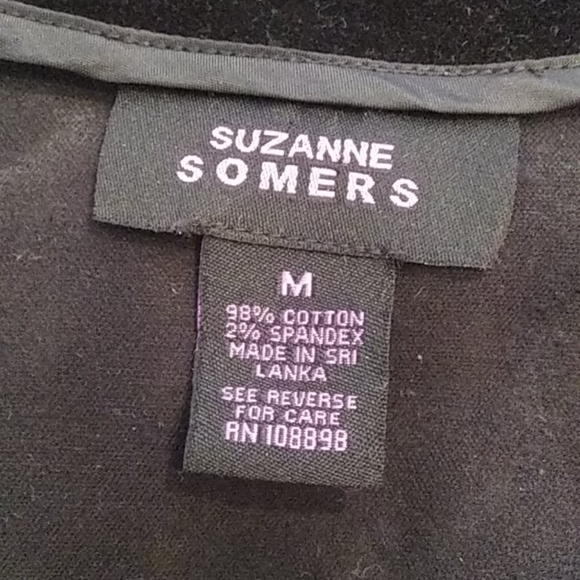 SUZANNE
SOMERS
M
98% COTTON
2% SPANDEX
MADE IN SRI
LANKA
SEE REVERSE
FOR CARE
RN 108898